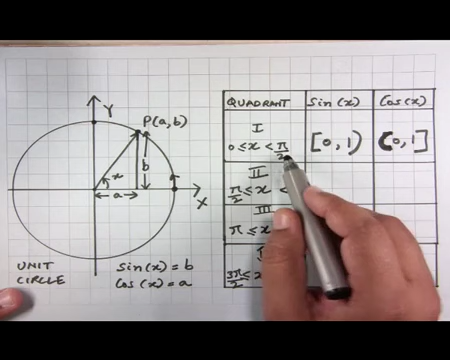 Y
P(a,b)
b
x
a
X
UNIT
CIRCLE
sin(x) = b
Cos(x) = a
QUADRANT Sin(x) Cos(x)
I
0 ≤ x < π/2 [0,1) (0,1]
II
π/2 ≤ x <
III
π ≤ x
3π/2 ≤ x